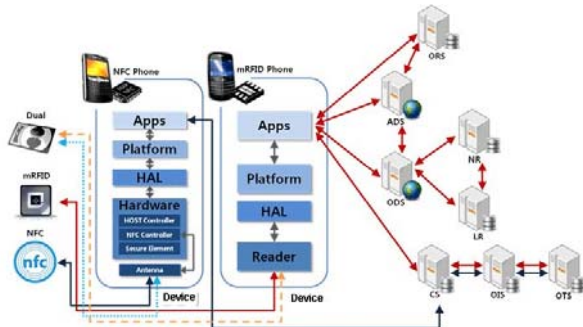 NFC Phone
mRFID Phone
ORS
Dual
Apps
Apps
ADS
Platform
NR
mRFID
HAL
Platform
ODS
Hardware
HOST Controller
NFC Controller
Secure Element
HAL
LR
NFC
nfc
Antenna
Reader
Device
Device
CS
OIS
OTS